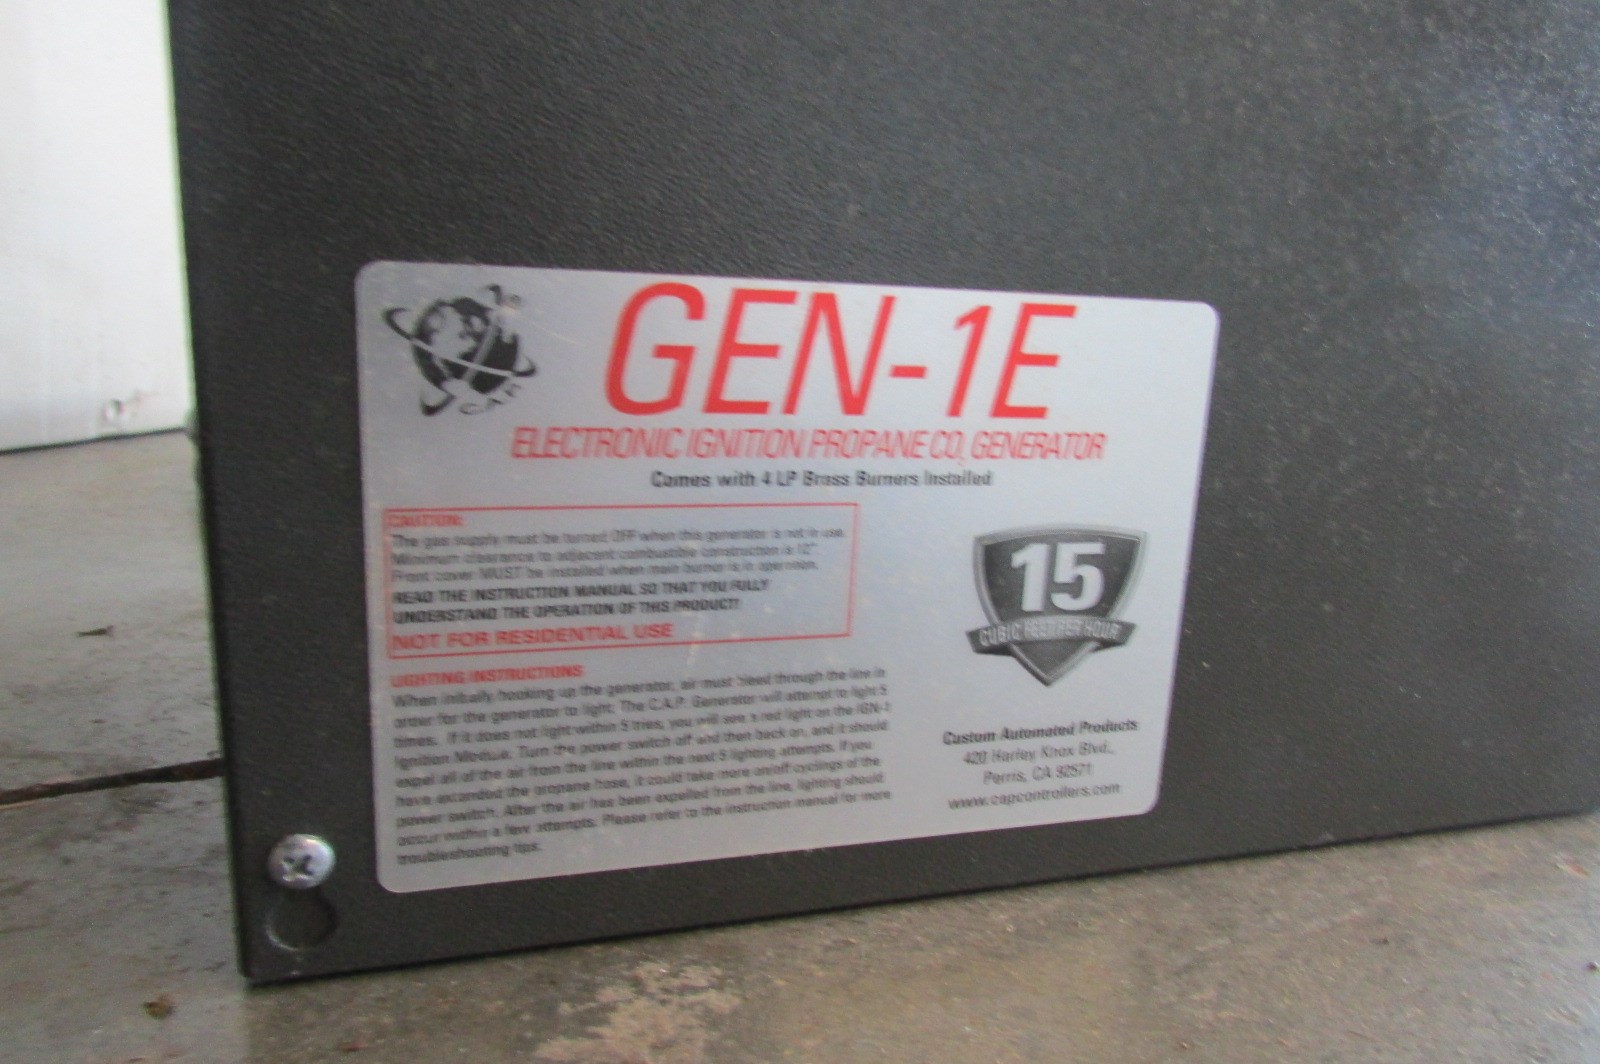 C.A.P.
GEN-1E
ELECTRONIC IGNITION PROPANE CO₂ GENERATOR
Comes with 4 LP Brass Burners Installed
CAUTION:
The gas supply must be turned OFF when this generator is not in use.
Minimum clearance to adjacent combustible construction is 12".
Front cover MUST be installed when main burner is in operation.
READ THE INSTRUCTION MANUAL SO THAT YOU FULLY
UNDERSTAND THE OPERATION OF THIS PRODUCT!
NOT FOR RESIDENTIAL USE
LIGHTING INSTRUCTIONS
When initially hooking up the generator, air must bleed through the line in
order for the generator to light. The C.A.P. Generator will attempt to light 5
times. If it does not light within 5 tries, you will see a red light on the IGN-1
Ignition Module. Turn the power switch off and then back on, and it should
expel all of the air from the line within the next 5 lighting attempts. If you
have extended the propane hose, it could take more on/off cyclings of the
power switch. After the air has been expelled from the line, lighting should
occur within a few attempts. Please refer to the instruction manual for more
troubleshooting tips.
15
CUBIC FEET PER HOUR
Custom Automated Products
420 Harley Knox Blvd.,
Perris, CA 92571
www.capcontrollers.com